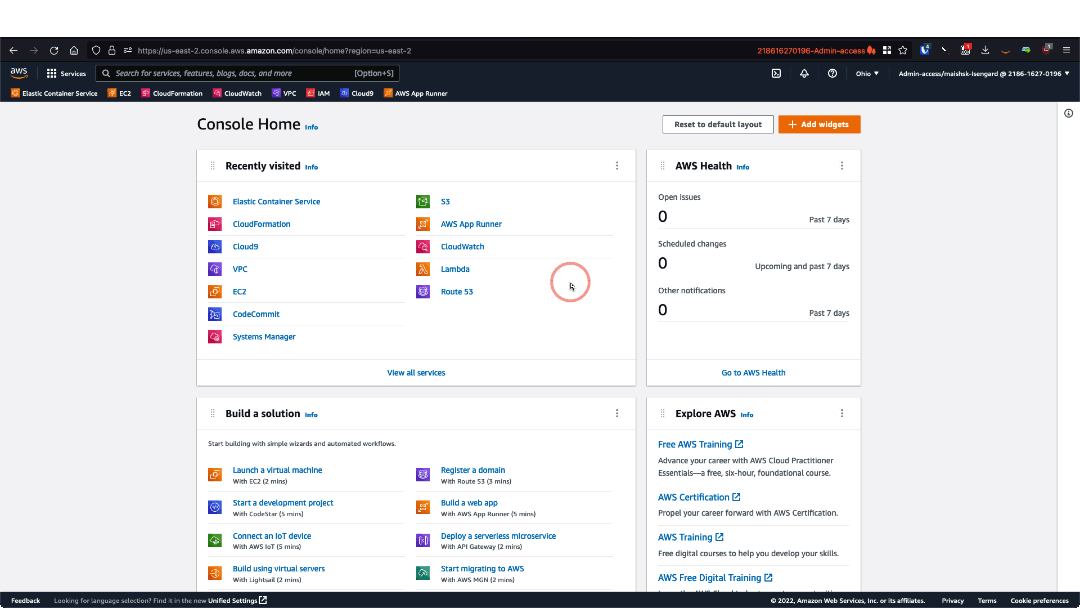 https://us-east-2.console.aws.amazon.com/console/home?region=us-east-2
218616270196-Admin-access
aws
Services
Search for services, features, blogs, docs, and more
[Option+S]
Ohio
Admin-access/maishsk-Isengard @ 2186-1627-0196
Elastic Container Service
EC2
CloudFormation
CloudWatch
VPC
IAM
Cloud9
AWS App Runner
Console Home Info
Reset to default layout
Add widgets
Recently visited Info
Elastic Container Service
CloudFormation
Cloud9
VPC
EC2
CodeCommit
Systems Manager
S3
AWS App Runner
CloudWatch
Lambda
Route 53
View all services
AWS Health Info
Open issues
0
Past 7 days
Scheduled changes
0
Upcoming and past 7 days
Other notifications
0
Past 7 days
Go to AWS Health
Build a solution Info
Start building with simple wizards and automated workflows.
Launch a virtual machine
With EC2 (2 mins)
Start a development project
With CodeStar (5 mins)
Connect an IoT device
With AWS IoT (5 mins)
Build using virtual servers
With Lightsail (2 mins)
Register a domain
With Route 53 (3 mins)
Build a web app
With AWS App Runner (5 mins)
Deploy a serverless microservice
With API Gateway (2 mins)
Start migrating to AWS
With AWS MGN (2 mins)
Explore AWS Info
Free AWS Training
Advance your career with AWS Cloud Practitioner
Essentials—a free, six-hour, foundational course.
AWS Certification
Propel your career forward with AWS Certification.
AWS Training
Free digital courses to help you develop your skills.
AWS Free Digital Training
Feedback
Looking for language selection? Find it in the new Unified Settings
© 2022, Amazon Web Services, Inc. or its affiliates.
Privacy
Terms
Cookie preferences